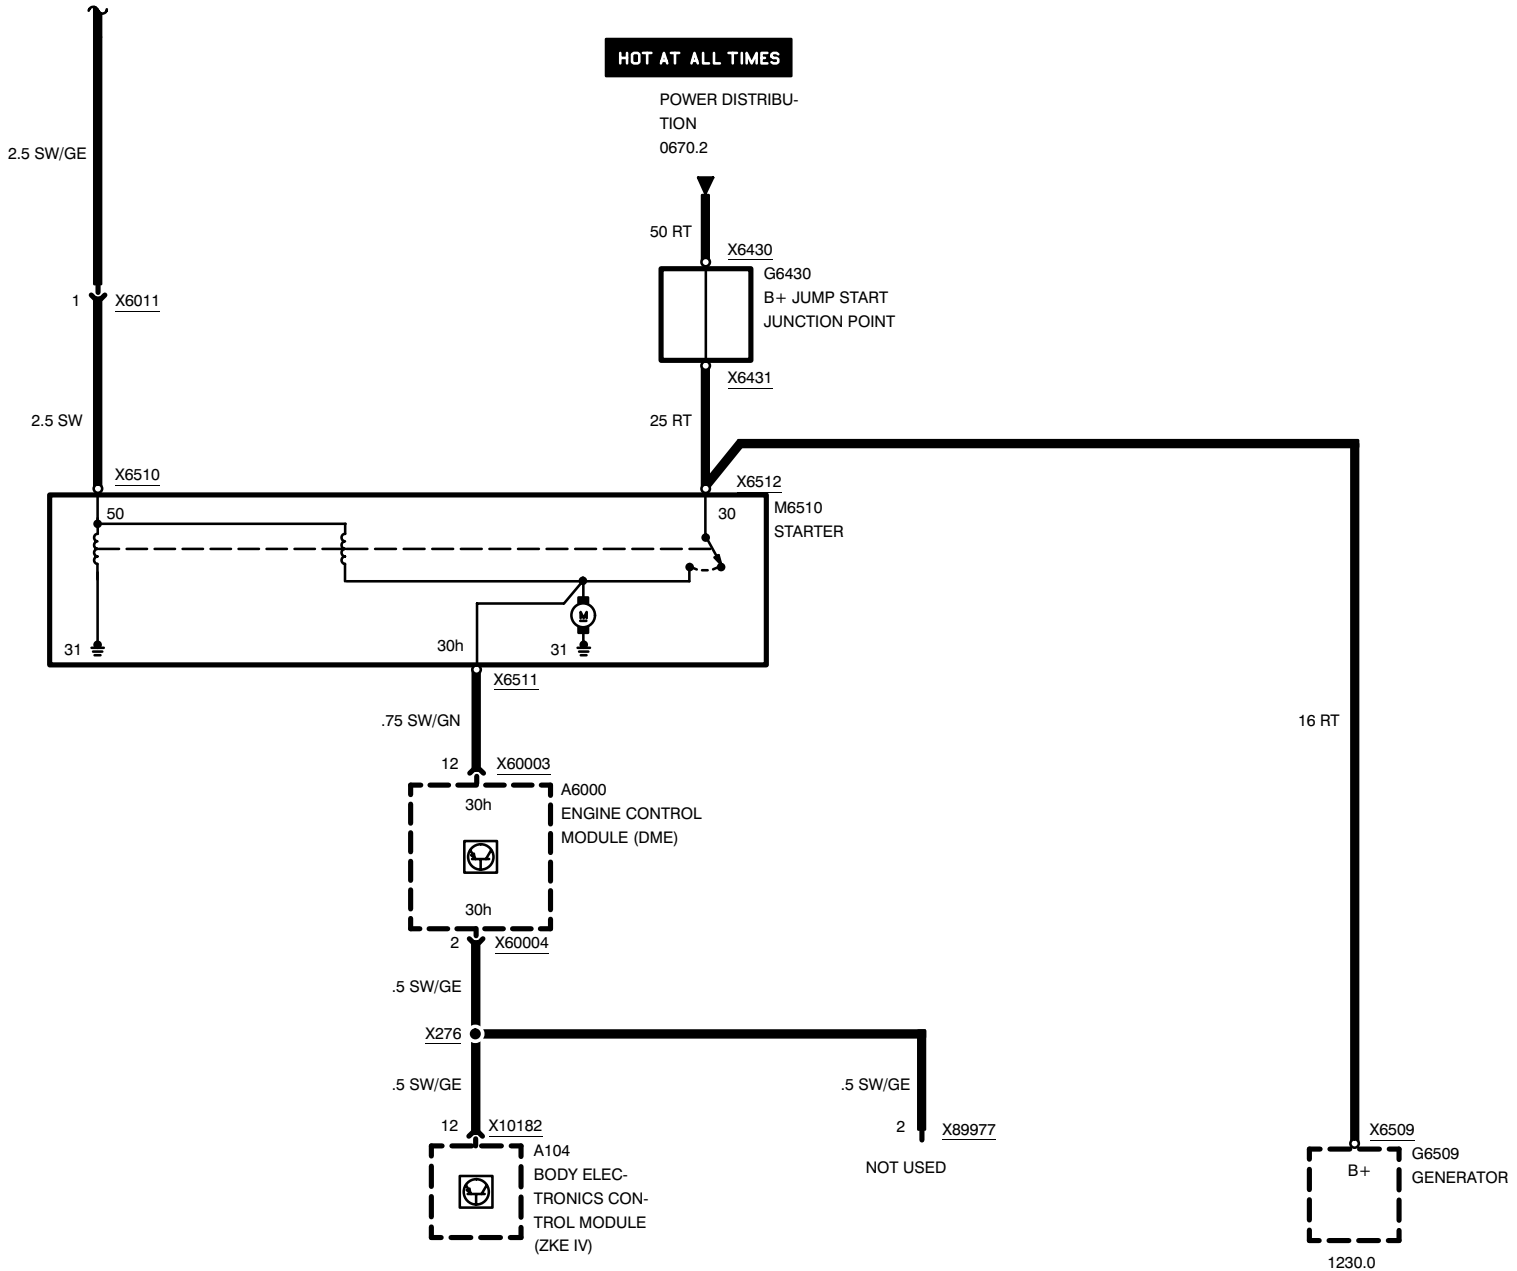 HOT AT ALL TIMES
POWER DISTRIBU-
TION
0670.2
2.5 SW/GE
50 RT
X6430
G6430
B+ JUMP START
JUNCTION POINT
1
X6011
X6431
2.5 SW
25 RT
X6510
X6512
50
30
M6510
STARTER
M
31
30h
31
X6511
.75 SW/GN
16 RT
12
X60003
A6000
ENGINE CONTROL
MODULE (DME)
30h
30h
2
X60004
.5 SW/GE
X276
.5 SW/GE
.5 SW/GE
12
X10182
2
X89977
NOT USED
X6509
A104
BODY ELEC-
TRONICS CON-
TROL MODULE
(ZKE IV)
B+
G6509
GENERATOR
1230.0